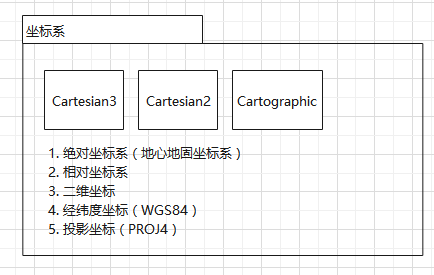 坐标系
Cartesian3
Cartesian2
Cartographic
1. 绝对坐标系（地心地固坐标系）
2. 相对坐标系
3. 二维坐标
4. 经纬度坐标（WGS84）
5. 投影坐标（PROJ4）